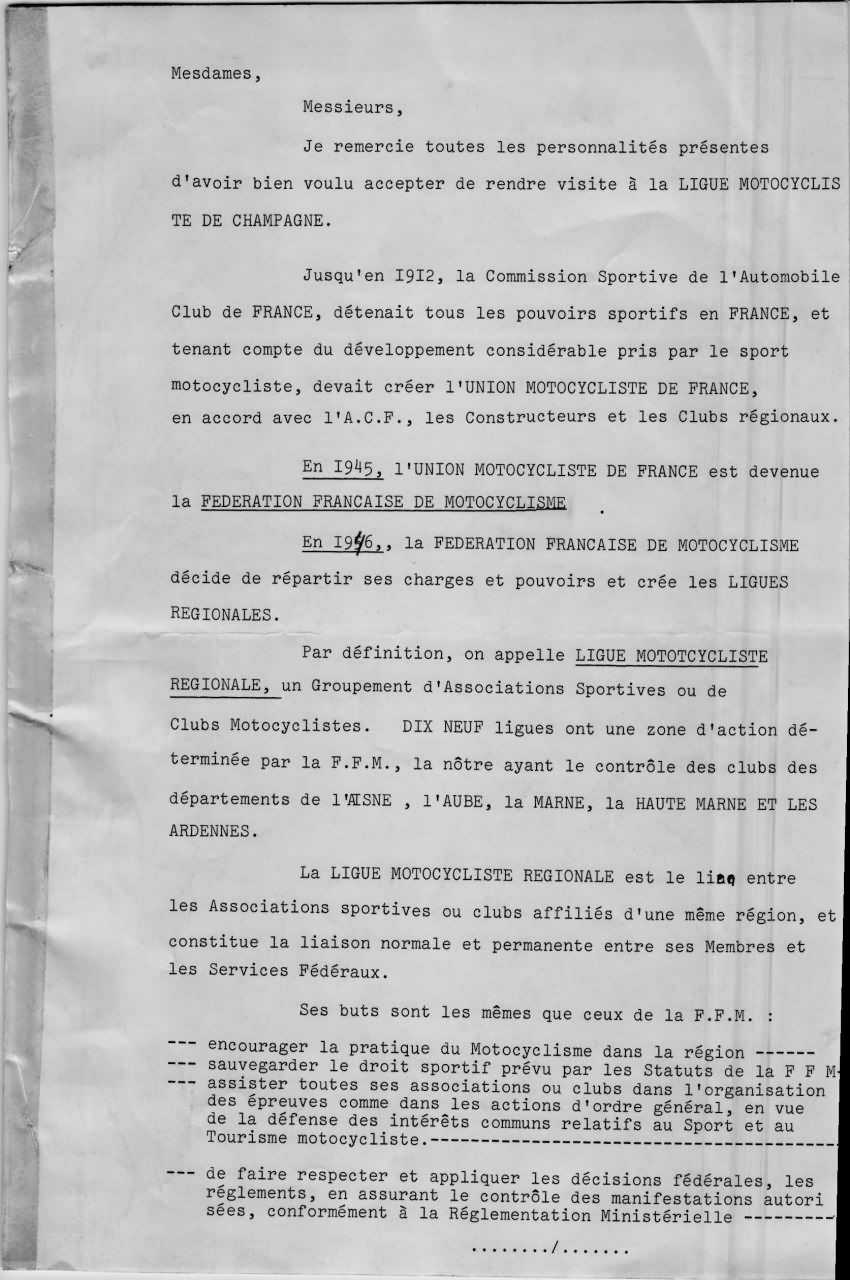 Mesdames,
Messieurs,
Je remercie toutes les personnalités présentes
d'avoir bien voulu accepter de rendre visite à la LIGUE MOTOCYCLIS
TE DE CHAMPAGNE.
Jusqu'en I9I2, la Commission Sportive de l'Automobile
Club de FRANCE, détenait tous les pouvoirs sportifs en FRANCE, et
tenant compte du développement considérable pris par le sport
motocycliste, devait créer l'UNION MOTOCYCLISTE DE FRANCE,
en accord avec l'A.C.F., les Constructeurs et les Clubs régionaux.
En I945, l'UNION MOTOCYCLISTE DE FRANCE est devenue
la FEDERATION FRANCAISE DE MOTOCYCLISME .
En I946,, la FEDERATION FRANCAISE DE MOTOCYCLISME
décide de répartir ses charges et pouvoirs et crée les LIGUES
REGIONALES.
Par définition, on appelle LIGUE MOTOTCYCLISTE
REGIONALE, un Groupement d'Associations Sportives ou de
Clubs Motocyclistes. DIX NEUF ligues ont une zone d'action dé-
terminée par la F.F.M., la nôtre ayant le contrôle des clubs des
départements de l'AISNE , l'AUBE, la MARNE, la HAUTE MARNE ET LES
ARDENNES.
La LIGUE MOTOCYCLISTE REGIONALE est le entre
les Associations sportives ou clubs affiliés d'une même région, et
constitue la liaison normale et permanente entre ses Membres et
les Services Fédéraux.
Ses buts sont les mêmes que ceux de la F.F.M. :
--- encourager la pratique du Motocyclisme dans la région ------
--- sauvegarder le droit sportif prévu par les Statuts de la F F M-
--- assister toutes ses associations ou clubs dans l'organisation
des épreuves comme dans les actions d'ordre général, en vue
de la défense des intérêts communs relatifs au Sport et au
Tourisme motocycliste.-----------------------------------------
--- de faire respecter et appliquer les décisions fédérales, les
réglements, en assurant le contrôle des manifestations autori
sées, conformément à la Réglementation Ministérielle ---------
......../.......